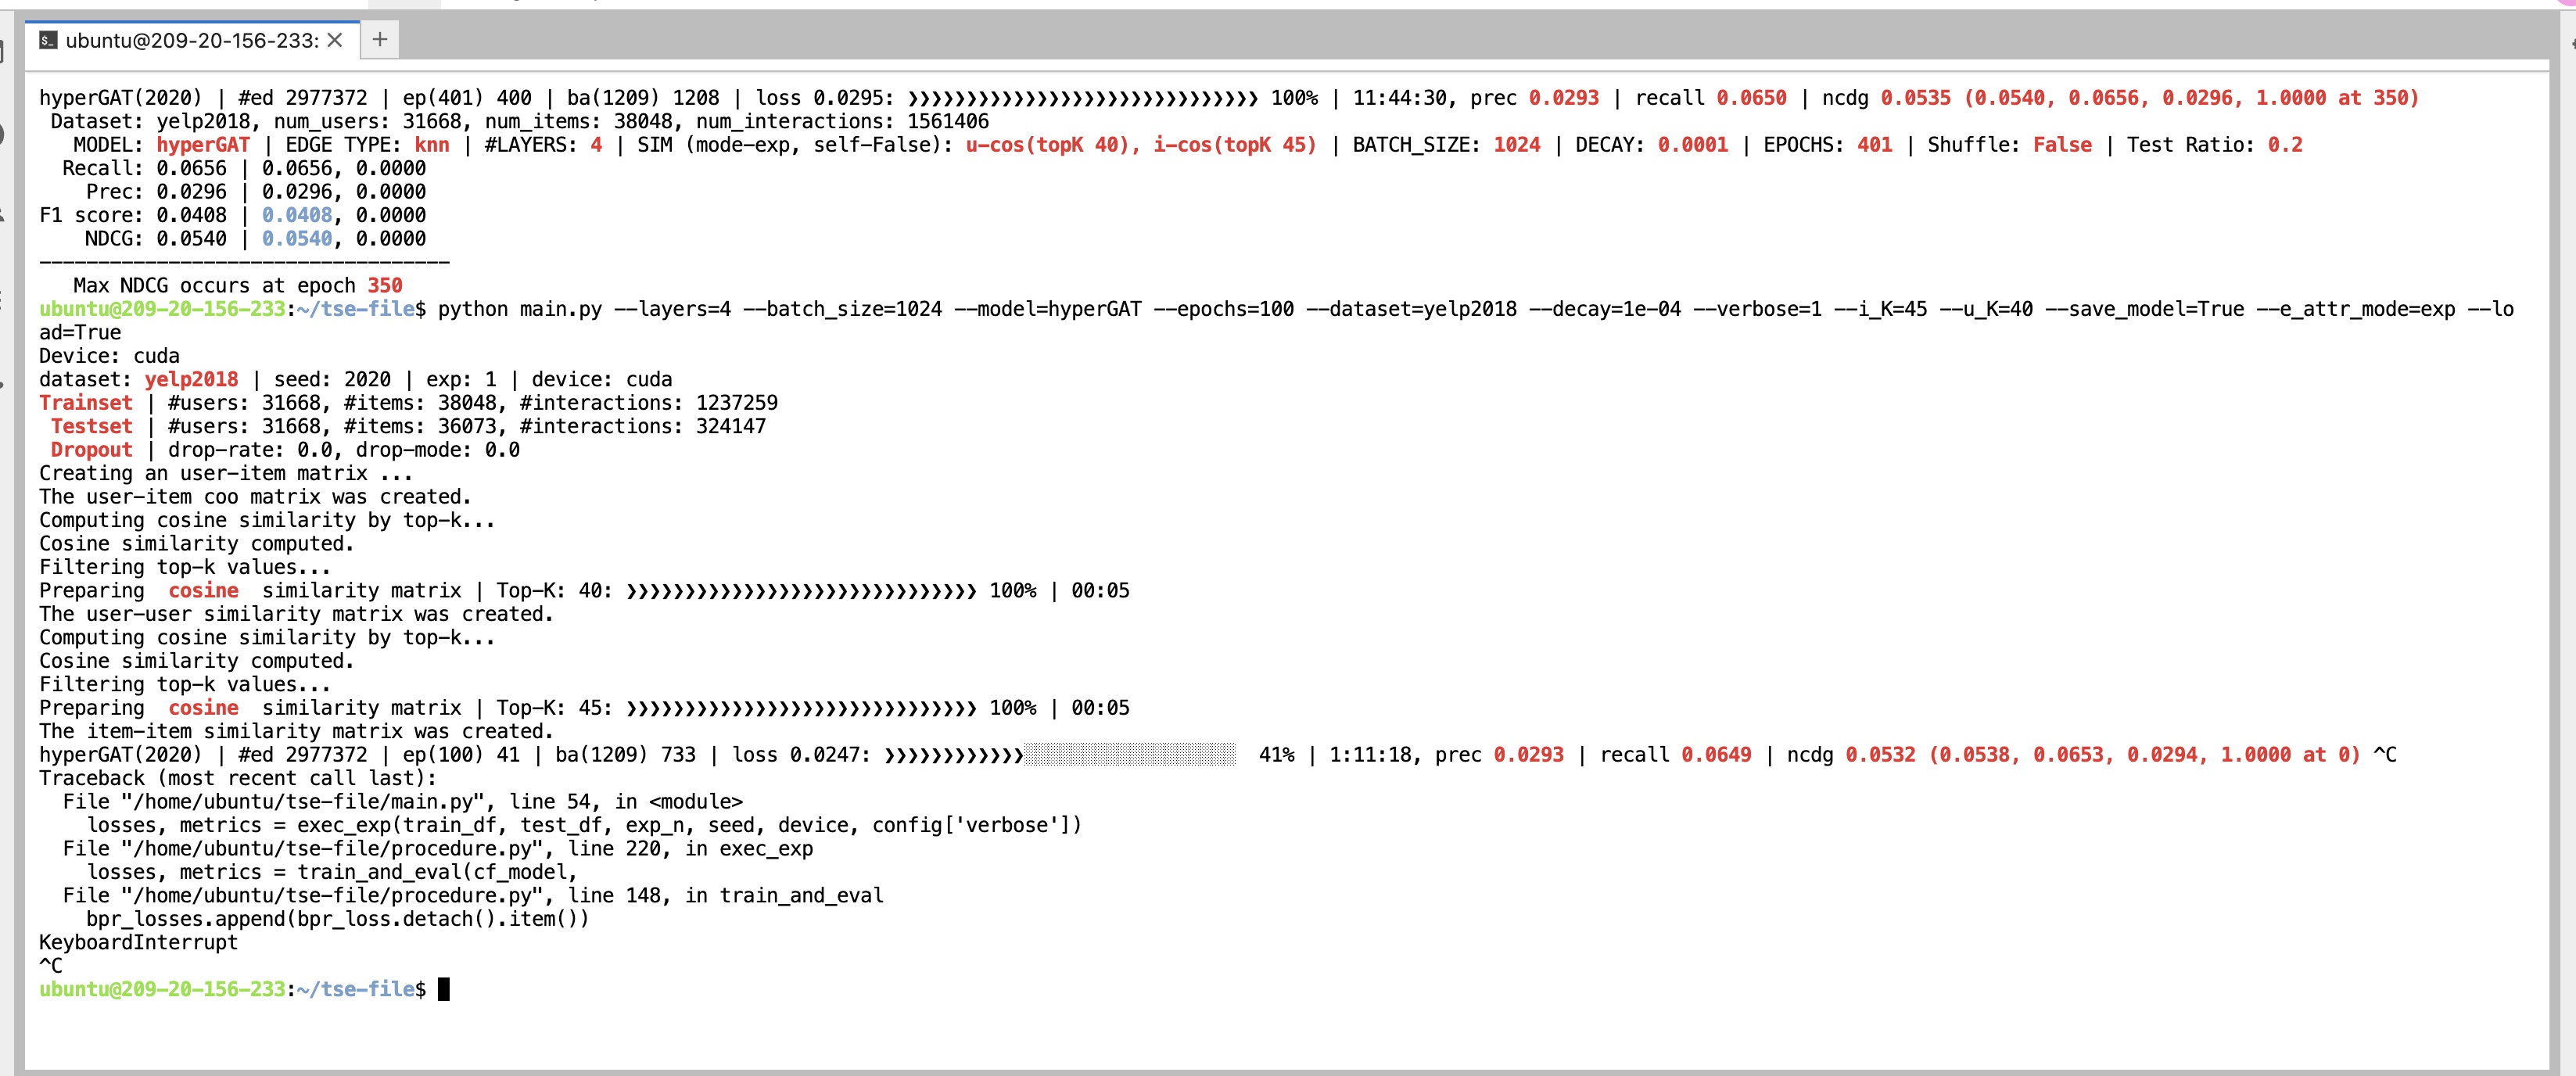 ubuntu@209-20-156-233:
hyperGAT(2020) | #ed 2977372 | ep(401) 400 | ba(1209) 1208 | loss 0.0295: ❯❯❯❯❯❯❯❯❯❯❯❯❯❯❯❯❯❯❯❯❯❯❯❯❯❯❯❯❯❯ 100% | 11:44:30, prec 0.0293 | recall 0.0650 | ncdg 0.0535 (0.0540, 0.0656, 0.0296, 1.0000 at 350)
Dataset: yelp2018, num_users: 31668, num_items: 38048, num_interactions: 1561406
MODEL: hyperGAT | EDGE TYPE: knn | #LAYERS: 4 | SIM (mode-exp, self-False): u-cos(topK 40), i-cos(topK 45) | BATCH_SIZE: 1024 | DECAY: 0.0001 | EPOCHS: 401 | Shuffle: False | Test Ratio: 0.2
Recall: 0.0656 | 0.0656, 0.0000
Prec: 0.0296 | 0.0296, 0.0000
F1 score: 0.0408 | 0.0408, 0.0000
NDCG: 0.0540 | 0.0540, 0.0000
-----------------------------------
Max NDCG occurs at epoch 350
ubuntu@209-20-156-233:~/tse-file$ python main.py --layers=4 --batch_size=1024 --model=hyperGAT --epochs=100 --dataset=yelp2018 --decay=1e-04 --verbose=1 --i_K=45 --u_K=40 --save_model=True --e_attr_mode=exp --lo
ad=True
Device: cuda
dataset: yelp2018 | seed: 2020 | exp: 1 | device: cuda
Trainset | #users: 31668, #items: 38048, #interactions: 1237259
Testset | #users: 31668, #items: 36073, #interactions: 324147
Dropout | drop-rate: 0.0, drop-mode: 0.0
Creating an user-item matrix ...
The user-item coo matrix was created.
Computing cosine similarity by top-k...
Cosine similarity computed.
Filtering top-k values...
Preparing  cosine  similarity matrix | Top-K: 40: ❯❯❯❯❯❯❯❯❯❯❯❯❯❯❯❯❯❯❯❯❯❯❯❯❯❯❯❯❯❯ 100% | 00:05
The user-user similarity matrix was created.
Computing cosine similarity by top-k...
Cosine similarity computed.
Filtering top-k values...
Preparing  cosine  similarity matrix | Top-K: 45: ❯❯❯❯❯❯❯❯❯❯❯❯❯❯❯❯❯❯❯❯❯❯❯❯❯❯❯❯❯❯ 100% | 00:05
The item-item similarity matrix was created.
hyperGAT(2020) | #ed 2977372 | ep(100) 41 | ba(1209) 733 | loss 0.0247: ❯❯❯❯❯❯❯❯❯❯❯❯░░░░░░░░░░░░░░░░░░ 41% | 1:11:18, prec 0.0293 | recall 0.0649 | ncdg 0.0532 (0.0538, 0.0653, 0.0294, 1.0000 at 0) ^C
Traceback (most recent call last):
File "/home/ubuntu/tse-file/main.py", line 54, in <module>
losses, metrics = exec_exp(train_df, test_df, exp_n, seed, device, config['verbose'])
File "/home/ubuntu/tse-file/procedure.py", line 220, in exec_exp
losses, metrics = train_and_eval(cf_model,
File "/home/ubuntu/tse-file/procedure.py", line 148, in train_and_eval
bpr_losses.append(bpr_loss.detach().item())
KeyboardInterrupt
^C
ubuntu@209-20-156-233:~/tse-file$